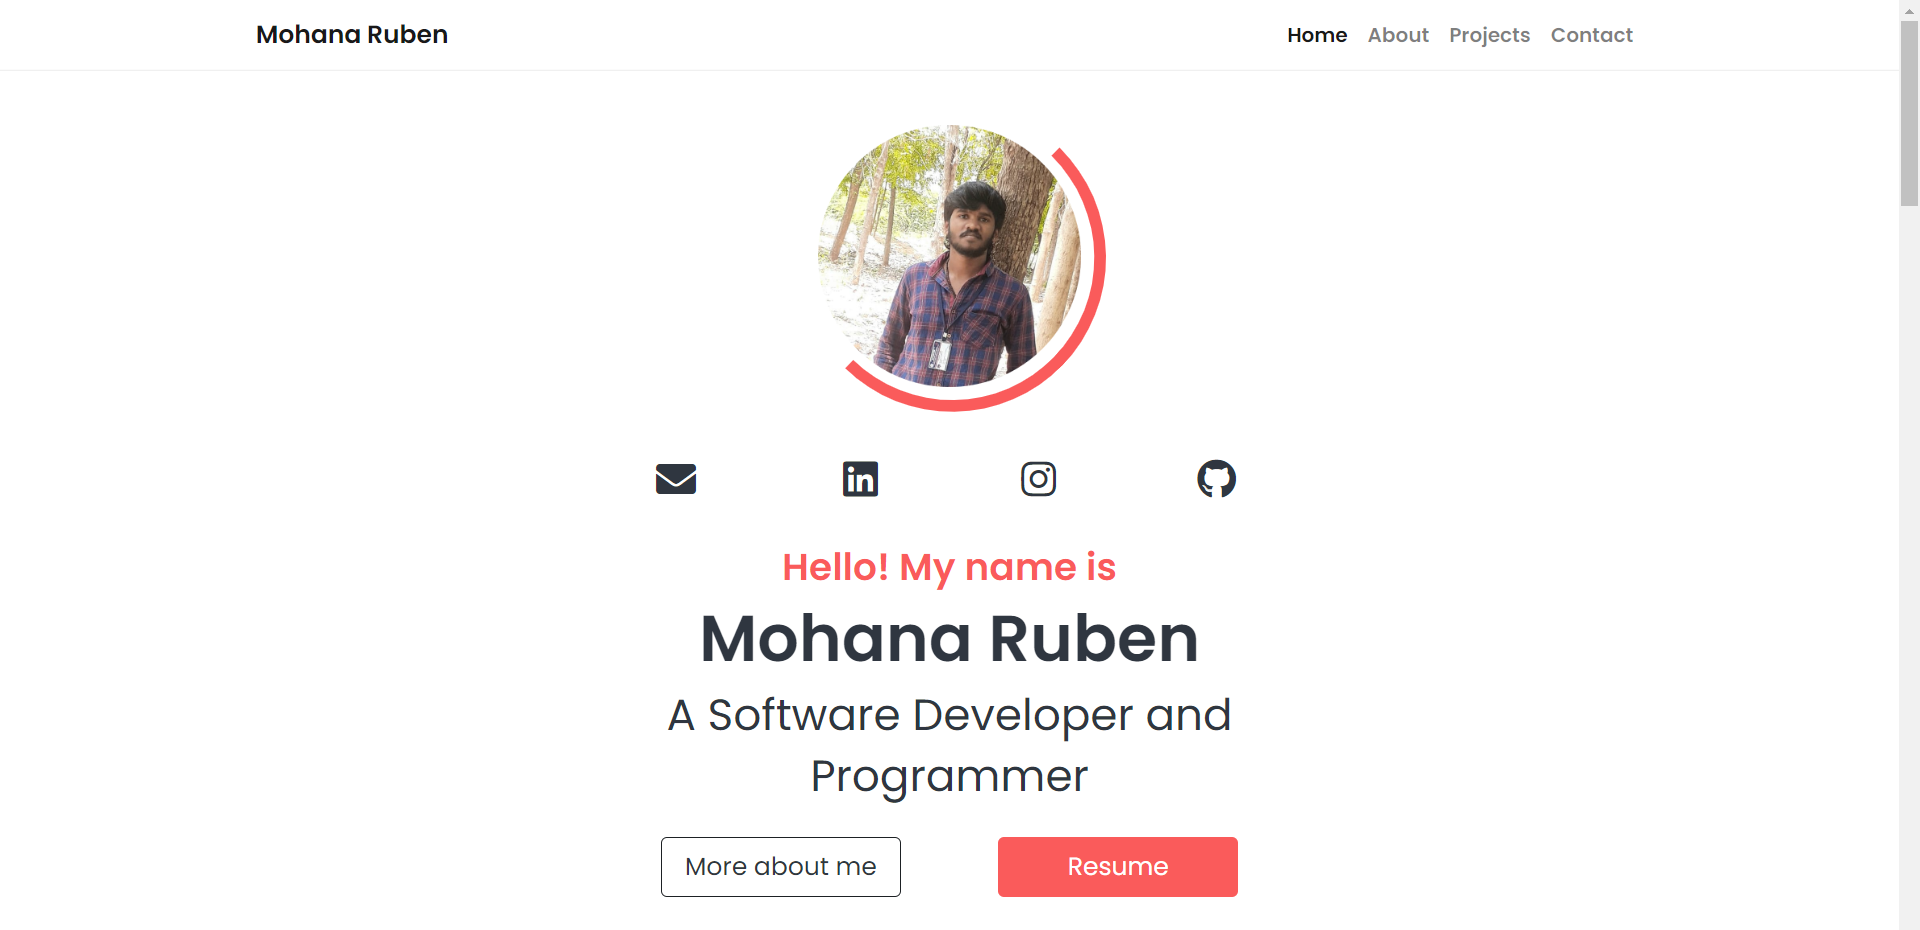 Mohana Ruben
Home About Projects Contact
Hello! My name is
Mohana Ruben
A Software Developer and
Programmer
More about me
Resume